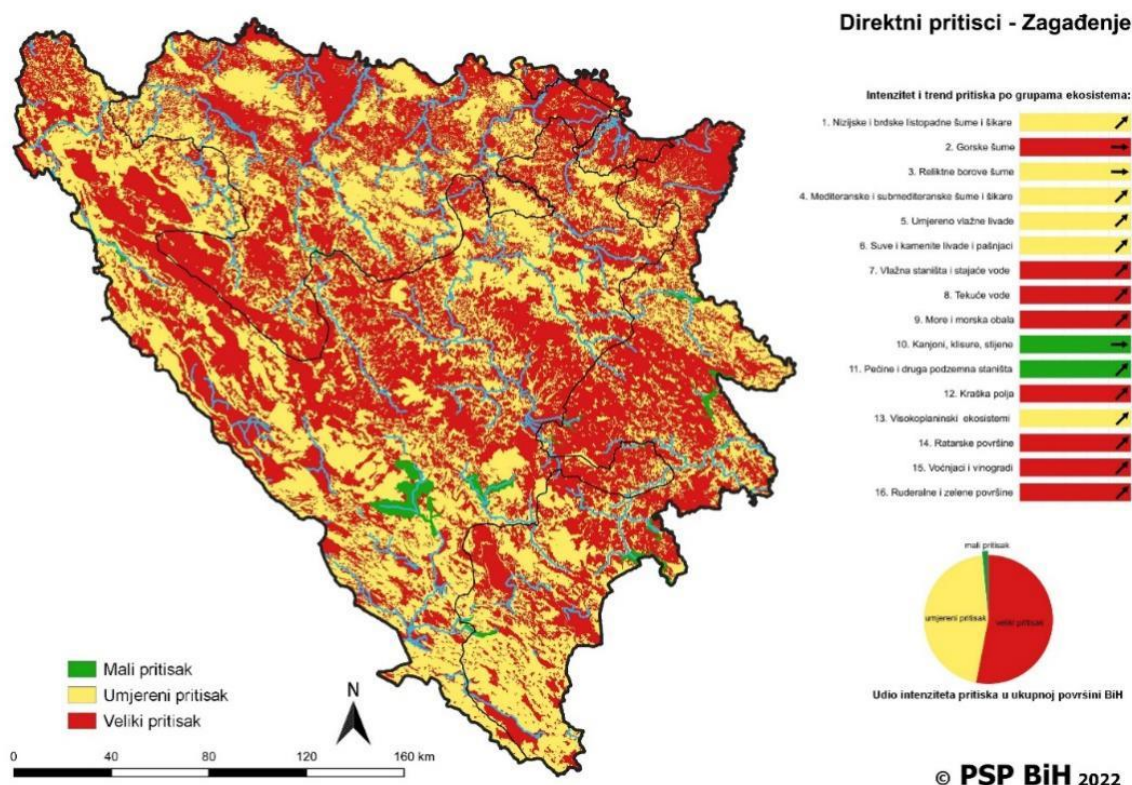 Direktni pritisci - Zagađenje
Intenzitet i trend pritiska po grupama ekosistema:
1. Nizijske i brdske listopadne šume i šikare
2. Gorske šume
3. Reliktne borove šume
4. Mediteranske i submediteranske šume i šikare
5. Umjereno vlažne livade
6. Suve i kamenite livade i pašnjaci
7. Vlažna staništa i stajaće vode
8. Tekuće vode
9. More i morska obala
10. Kanjoni, klisure, stijene
11. Pećine i druga podzemna staništa
12. Kraška polja
13. Visokoplaninski ekosistemi
14. Ratarske površine
15. Voćnjaci i vinogradi
16. Ruderalne i zelene površine
mali pritisak
umjereni pritisak
veliki pritisak
Udio intenziteta pritiska u ukupnoj površini BiH
Mali pritisak
Umjereni pritisak
Veliki pritisak
N
0 40 80 120 160 km
© PSP BiH 2022